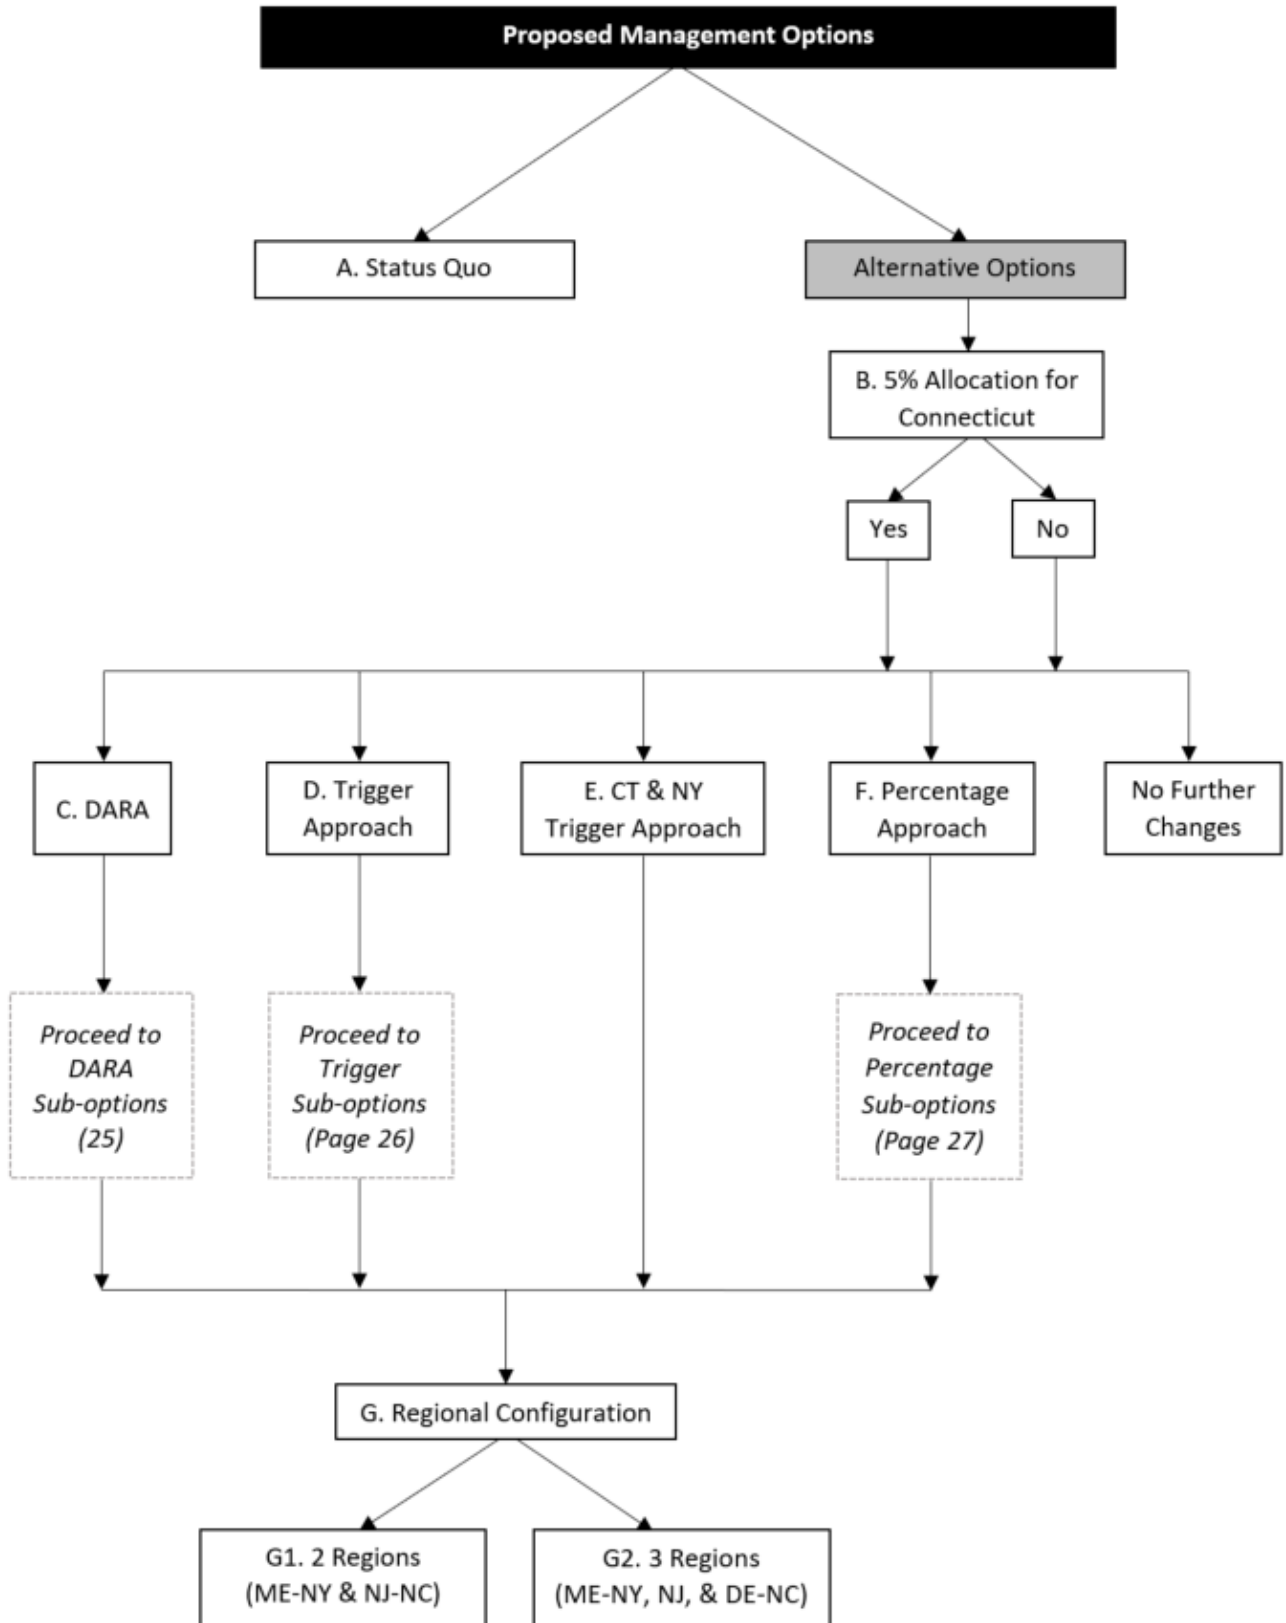 Proposed Management Options
A. Status Quo
Alternative Options
B. 5% Allocation for
Connecticut
Yes
No
C. DARA
D. Trigger
Approach
E. CT & NY
Trigger Approach
F. Percentage
Approach
No Further
Changes
Proceed to
DARA
Sub-options
(25)
Proceed to
Trigger
Sub-options
(Page 26)
Proceed to
Percentage
Sub-options
(Page 27)
G. Regional Configuration
G1. 2 Regions
(ME-NY & NJ-NC)
G2. 3 Regions
(ME-NY, NJ, & DE-NC)